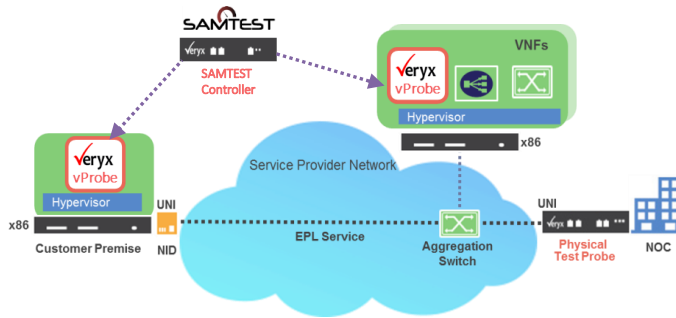 SAMTEST
Veryx
SAMTEST
Controller
VNFs
Veryx
vProbe
Hypervisor
x86
Veryx
vProbe
Hypervisor
x86
Customer Premise
UNI
NID
Service Provider Network
EPL Service
Aggregation
Switch
UNI
Veryx
Physical
Test Probe
NOC